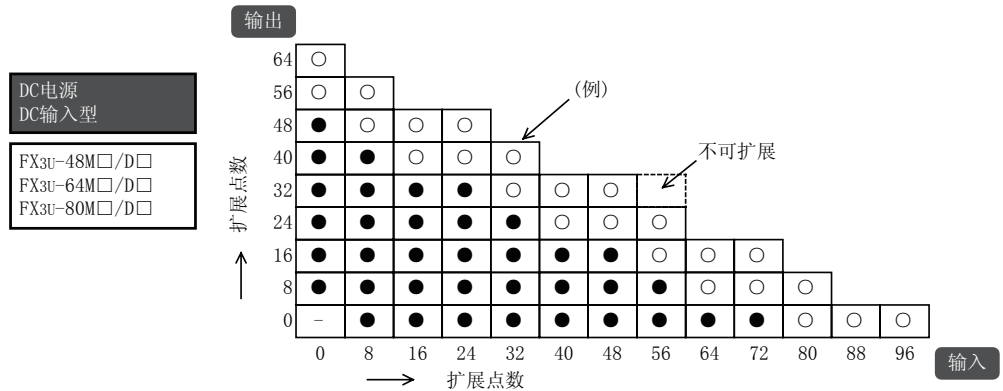 输出
DC电源
DC输入型
FX3U-48M□/D□
FX3U-64M□/D□
FX3U-80M□/D□
扩展点数
64 ○
56 ○ ○
48 ● ○ ○ ○
40 ● ● ○ ○ ○
32 ● ● ● ● ○ ○ ○
24 ● ● ● ● ● ○ ○ ○
16 ● ● ● ● ● ● ● ○ ○ ○
8 ● ● ● ● ● ● ● ● ○ ○ ○
0 - ● ● ● ● ● ● ● ● ● ○ ○ ○
(例)
不可扩展
0 8 16 24 32 40 48 56 64 72 80 88 96
扩展点数
输入